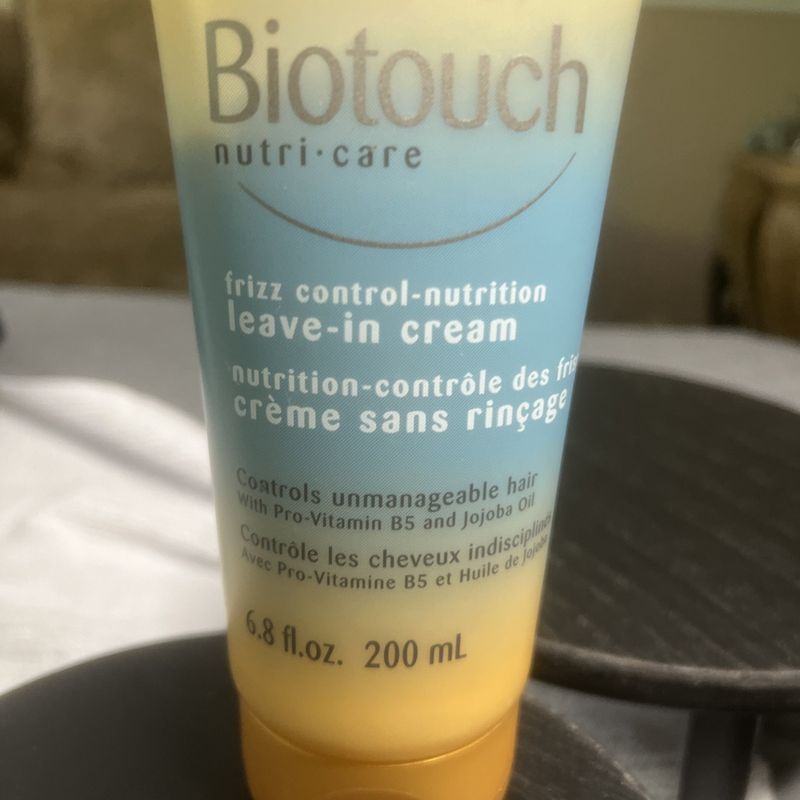 Biotouch
nutri·care
frizz control-nutrition
leave-in cream
nutrition-contrôle des
crème sans rinçage
Controls unmanageable hair
With Pro-Vitamin B5 and Jojoba Oil
Contrôle les cheveux indisciplinés
Avec Pro-Vitamine B5 et Huile de Jojoba
6.8 fl.oz. 200 mL